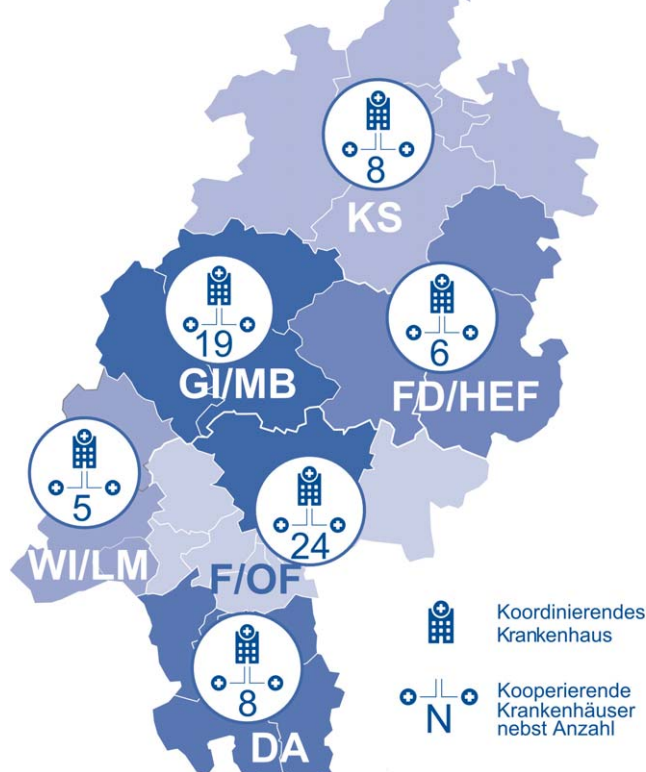 8
KS
19
GI/MB
6
FD/HEF
5
WI/LM
24
F/OF
8
DA
Koordinierendes
Krankenhaus
N
Kooperierende
Krankenhäuser
nebst Anzahl